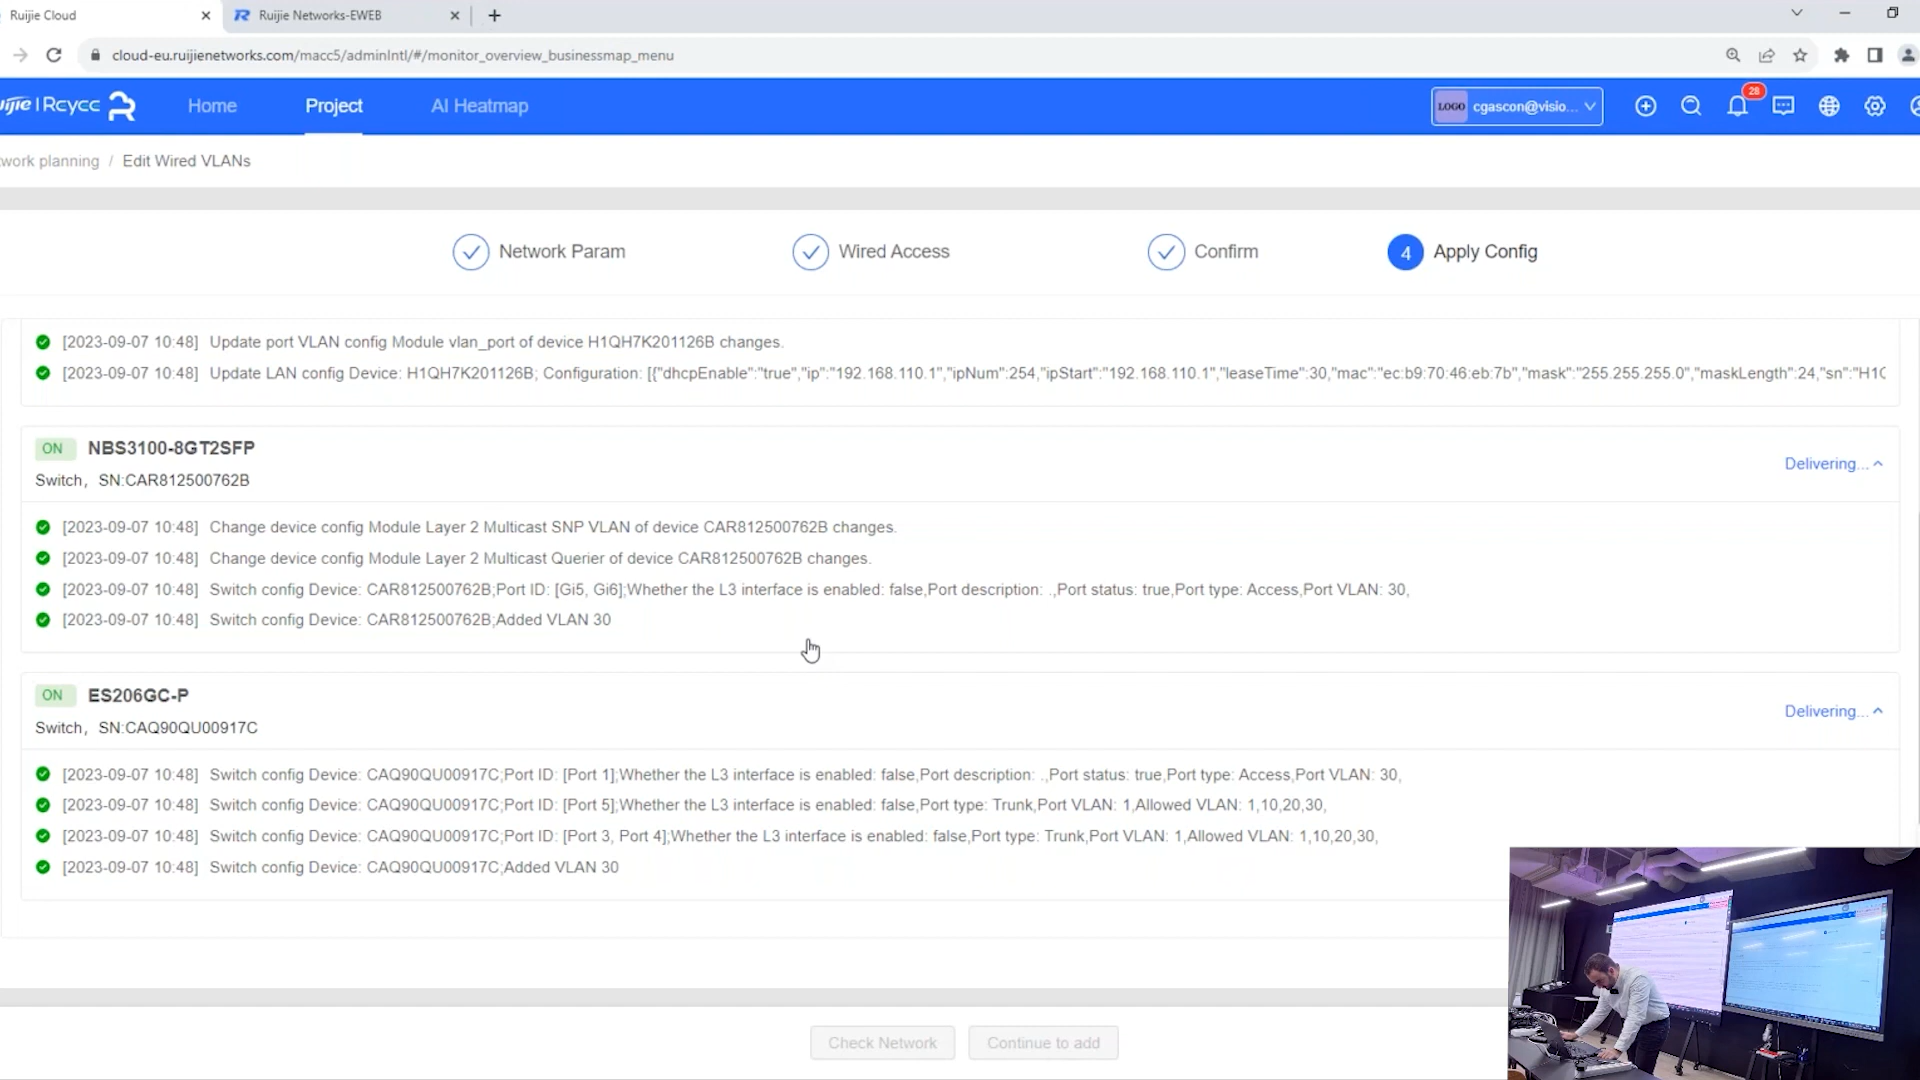 Ruijie Cloud
Ruijie Networks-EWEB
cloud-eu.ruijienetworks.com/macc5/adminIntl/#/monitor_overview_businessmap_menu
uijie | Rcycc
Home
Project
AI Heatmap
LOGO cgascon@visio...
28
work planning / Edit Wired VLANs
Network Param
Wired Access
Confirm
4 Apply Config
[2023-09-07 10:48] Update port VLAN config Module vlan_port of device H1QH7K201126B changes.
[2023-09-07 10:48] Update LAN config Device: H1QH7K201126B; Configuration: [{"dhcpEnable":"true","ip":"192.168.110.1","ipNum":254,"ipStart":"192.168.110.1","leaseTime":30,"mac":"ec:b9:70:46:eb:7b","mask":"255.255.255.0","maskLength":24,"sn":"H1Q
ON NBS3100-8GT2SFP
Switch, SN:CAR812500762B
Delivering...
[2023-09-07 10:48] Change device config Module Layer 2 Multicast SNP VLAN of device CAR812500762B changes.
[2023-09-07 10:48] Change device config Module Layer 2 Multicast Querier of device CAR812500762B changes.
[2023-09-07 10:48] Switch config Device: CAR812500762B;Port ID: [Gi5, Gi6];Whether the L3 interface is enabled: false,Port description: .,Port status: true,Port type: Access,Port VLAN: 30,
[2023-09-07 10:48] Switch config Device: CAR812500762B;Added VLAN 30
ON ES206GC-P
Switch, SN:CAQ90QU00917C
Delivering...
[2023-09-07 10:48] Switch config Device: CAQ90QU00917C;Port ID: [Port 1];Whether the L3 interface is enabled: false,Port description: .,Port status: true,Port type: Access,Port VLAN: 30,
[2023-09-07 10:48] Switch config Device: CAQ90QU00917C;Port ID: [Port 5];Whether the L3 interface is enabled: false,Port type: Trunk,Port VLAN: 1,Allowed VLAN: 1,10,20,30,
[2023-09-07 10:48] Switch config Device: CAQ90QU00917C;Port ID: [Port 3, Port 4];Whether the L3 interface is enabled: false,Port type: Trunk,Port VLAN: 1,Allowed VLAN: 1,10,20,30,
[2023-09-07 10:48] Switch config Device: CAQ90QU00917C;Added VLAN 30
Check Network
Continue to add